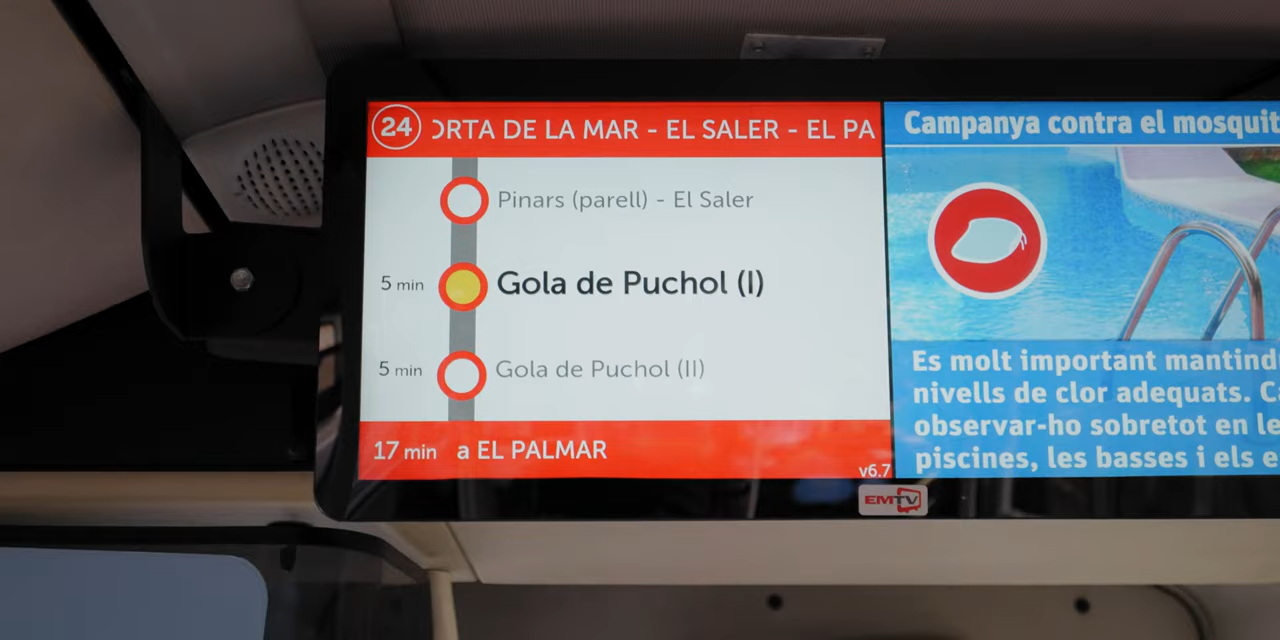 24 ORTA DE LA MAR - EL SALER - EL PA
Pinars (parell) - El Saler
5 min Gola de Puchol (I)
5 min Gola de Puchol (II)
17 min a EL PALMAR
v6.7
EMTV
Campanya contra el mosquit
Es molt important mantind
nivells de clor adequats. C
observar-ho sobretot en le
piscines, les basses i els e